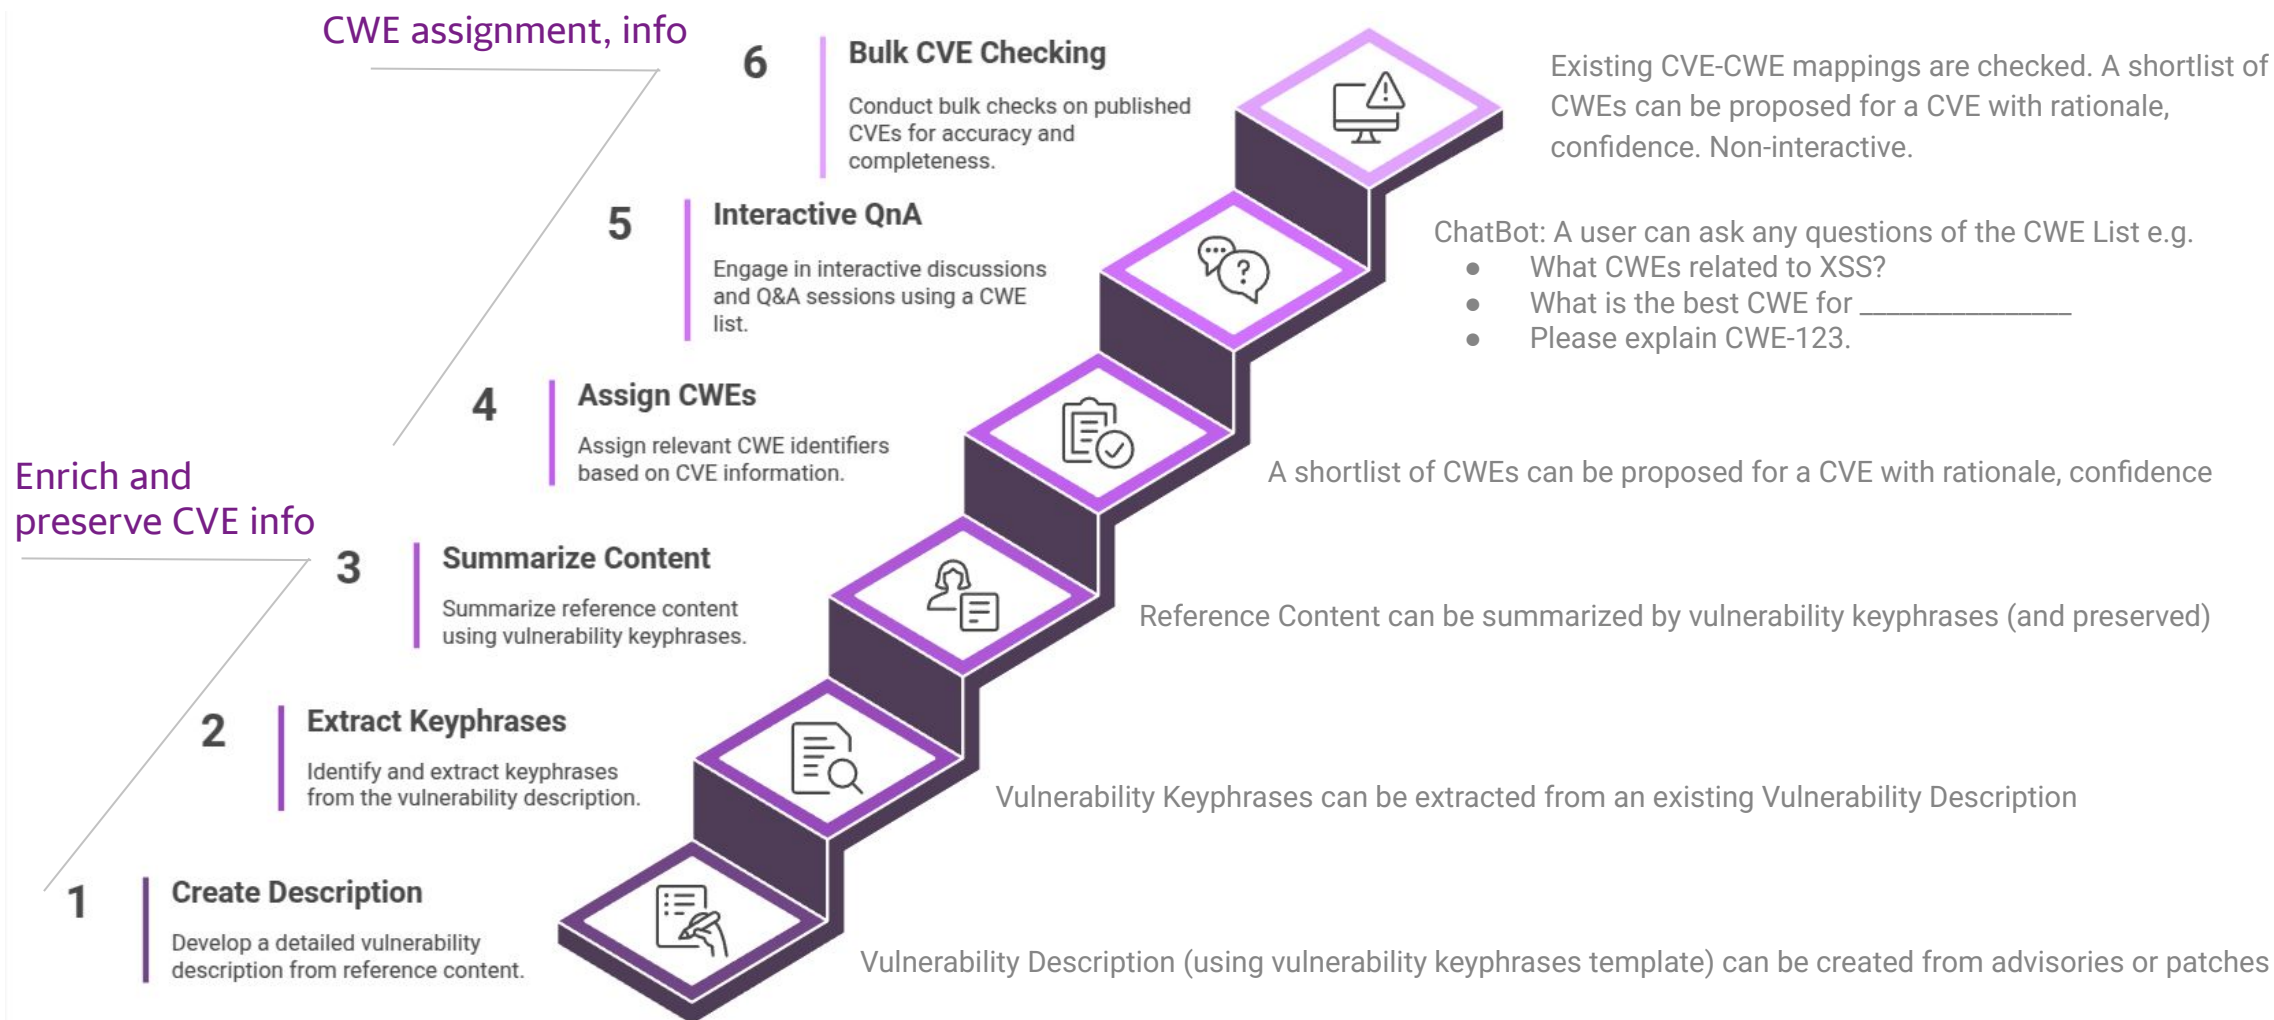 CWE assignment, info
6
Bulk CVE Checking
Conduct bulk checks on published
CVEs for accuracy and
completeness.
Existing CVE-CWE mappings are checked. A shortlist of
CWEs can be proposed for a CVE with rationale,
confidence. Non-interactive.
5
Interactive QnA
Engage in interactive discussions
and Q&A sessions using a CWE
list.
ChatBot: A user can ask any questions of the CWE List e.g.
● What CWEs related to XSS?
● What is the best CWE for _______________
● Please explain CWE-123.
4
Assign CWEs
Assign relevant CWE identifiers
based on CVE information.
A shortlist of CWEs can be proposed for a CVE with rationale, confidence
Enrich and
preserve CVE info
3
Summarize Content
Summarize reference content
using vulnerability keyphrases.
Reference Content can be summarized by vulnerability keyphrases (and preserved)
2
Extract Keyphrases
Identify and extract keyphrases
from the vulnerability description.
Vulnerability Keyphrases can be extracted from an existing Vulnerability Description
1
Create Description
Develop a detailed vulnerability
description from reference content.
Vulnerability Description (using vulnerability keyphrases template) can be created from advisories or patches